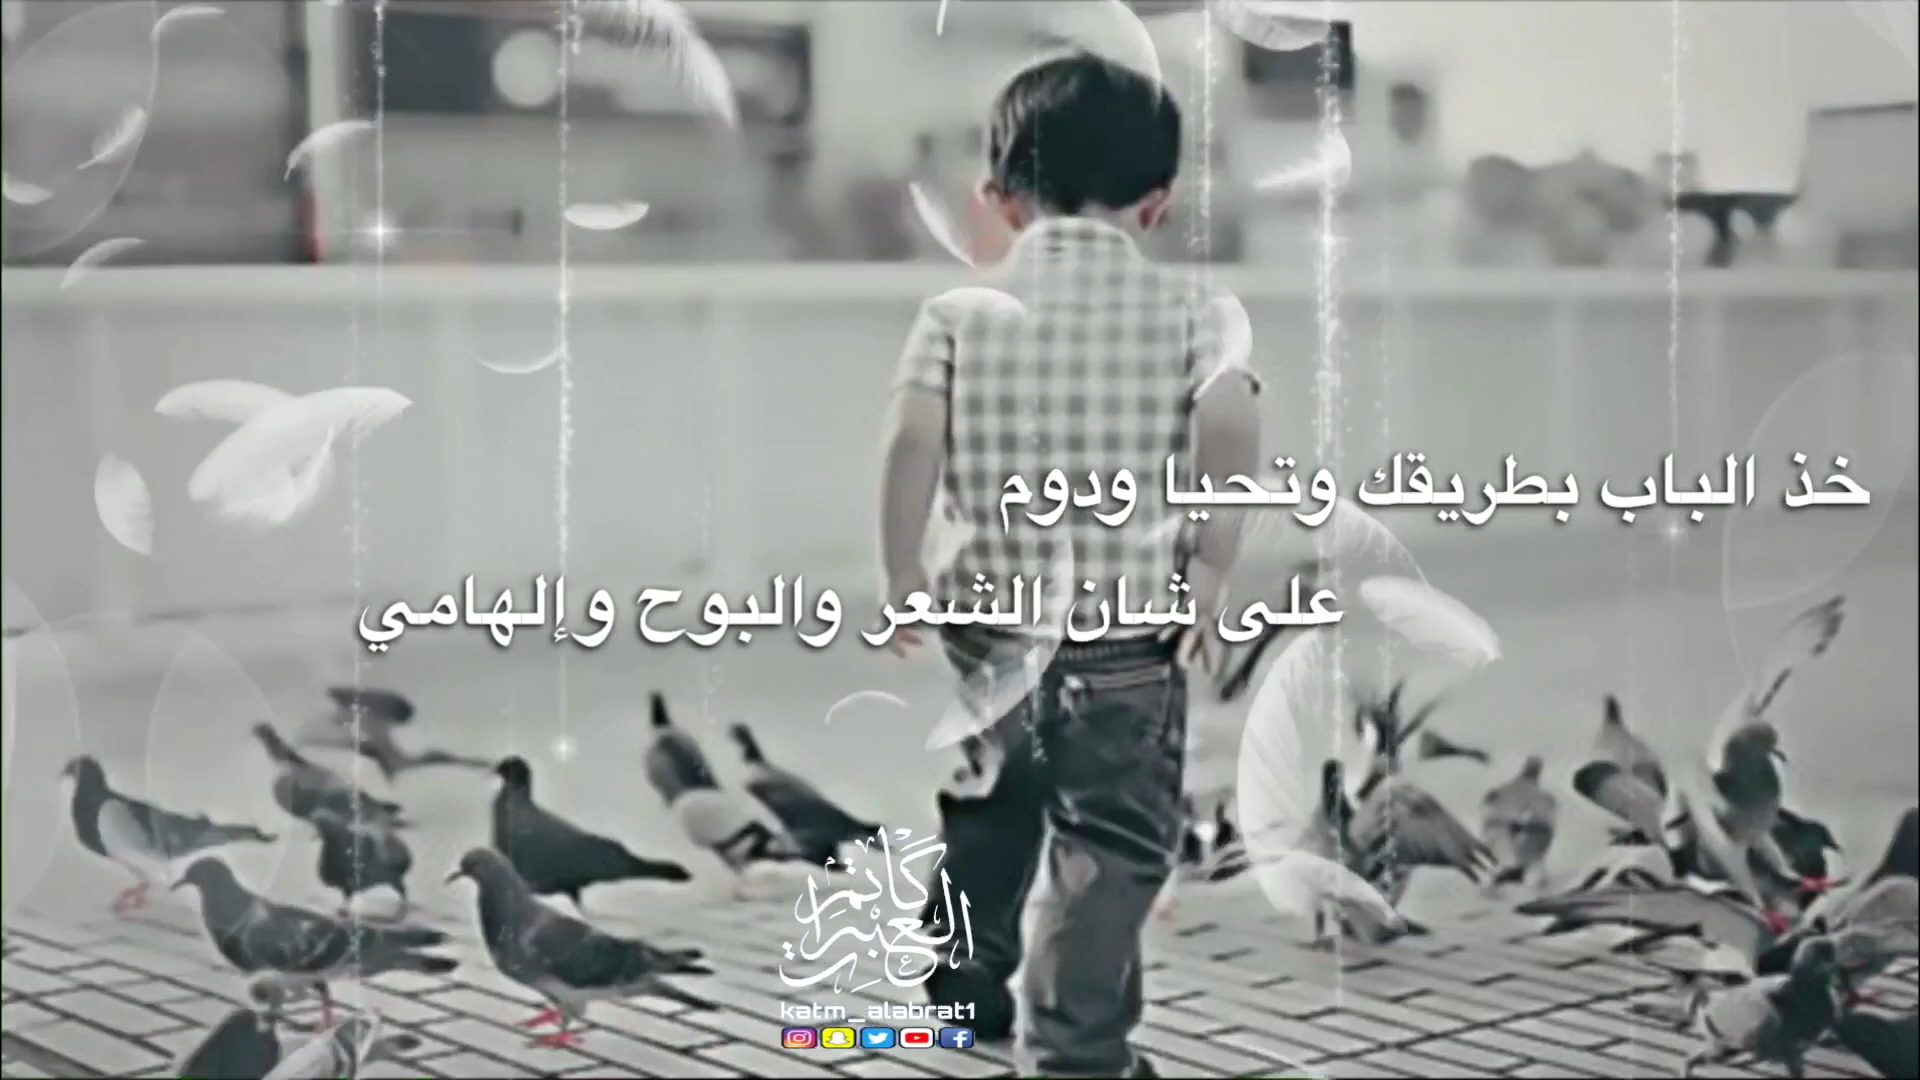 خذ الباب بطريقك وتحيا ودوم
على شان الشعر والبوح وإلهامي
كاتم العبرات
katm_alabrat1